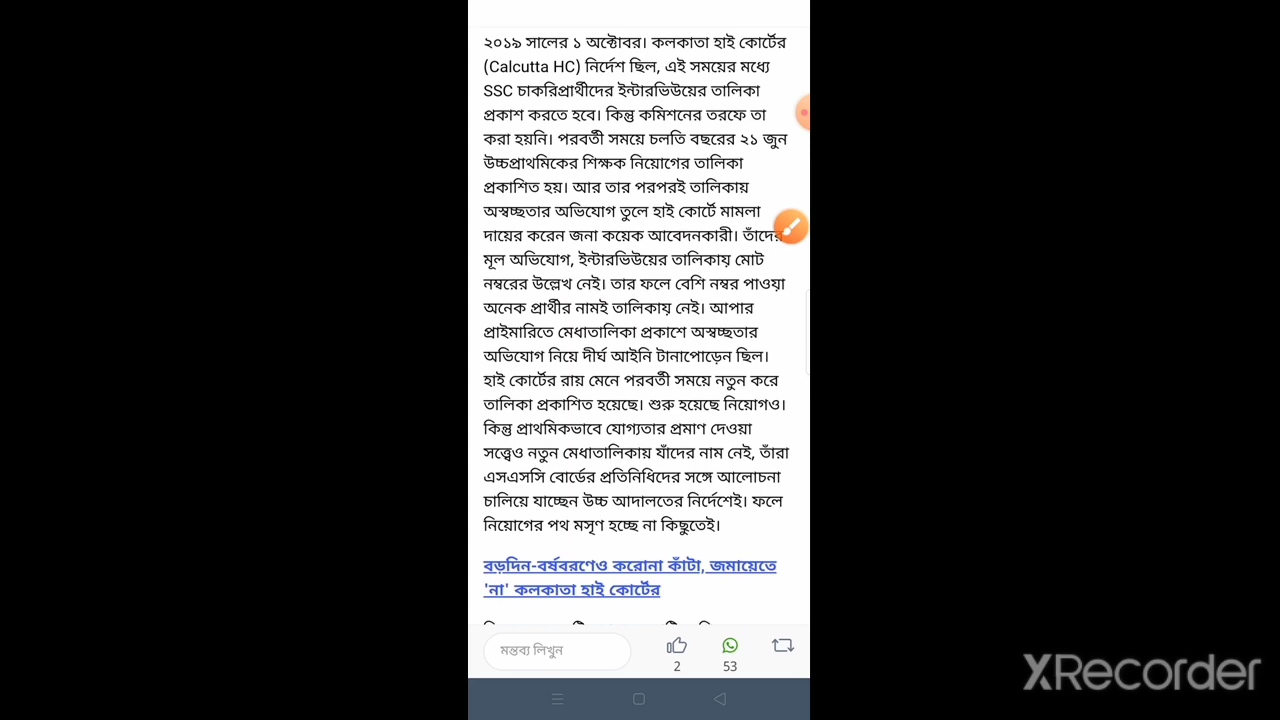 ২০১৯ সালের ১ অক্টোবর। কলকাতা হাই কোর্টের
(Calcutta HC) নির্দেশ ছিল, এই সময়ের মধ্যে
SSC চাকরিপ্রার্থীদের ইন্টারভিউয়ের তালিকা
প্রকাশ করতে হবে। কিন্তু কমিশনের তরফে তা
করা হয়নি। পরবর্তী সময়ে চলতি বছরের ২১ জুন
উচ্চপ্রাথমিকের শিক্ষক নিয়োগের তালিকা
প্রকাশিত হয়। আর তার পরপরই তালিকায়
অস্বচ্ছতার অভিযোগ তুলে হাই কোর্টে মামলা
দায়ের করেন জনা কয়েক আবেদনকারী। তাঁদের
মূল অভিযোগ, ইন্টারভিউয়ের তালিকায় মোট
নম্বরের উল্লেখ নেই। তার ফলে বেশি নম্বর পাওয়া
অনেক প্রার্থীর নামই তালিকায় নেই। আপার
প্রাইমারিতে মেধাতালিকা প্রকাশে অস্বচ্ছতার
অভিযোগ নিয়ে দীর্ঘ আইনি টানাপোড়েন ছিল।
হাই কোর্টের রায় মেনে পরবর্তী সময়ে নতুন করে
তালিকা প্রকাশিত হয়েছে। শুরু হয়েছে নিয়োগও।
কিন্তু প্রাথমিকভাবে যোগ্যতার প্রমাণ দেওয়া
সত্ত্বেও নতুন মেধাতালিকায় যাঁদের নাম নেই, তাঁরা
এসএসসি বোর্ডের প্রতিনিধিদের সঙ্গে আলোচনা
চালিয়ে যাচ্ছেন উচ্চ আদালতের নির্দেশেই। ফলে
নিয়োগের পথ মসৃণ হচ্ছে না কিছুতেই।
বড়দিন-বর্ষবরণেও করোনা কাঁটা, জমায়েতে
'না' কলকাতা হাই কোর্টের
মন্তব্য লিখুন
2
53
XRecorder